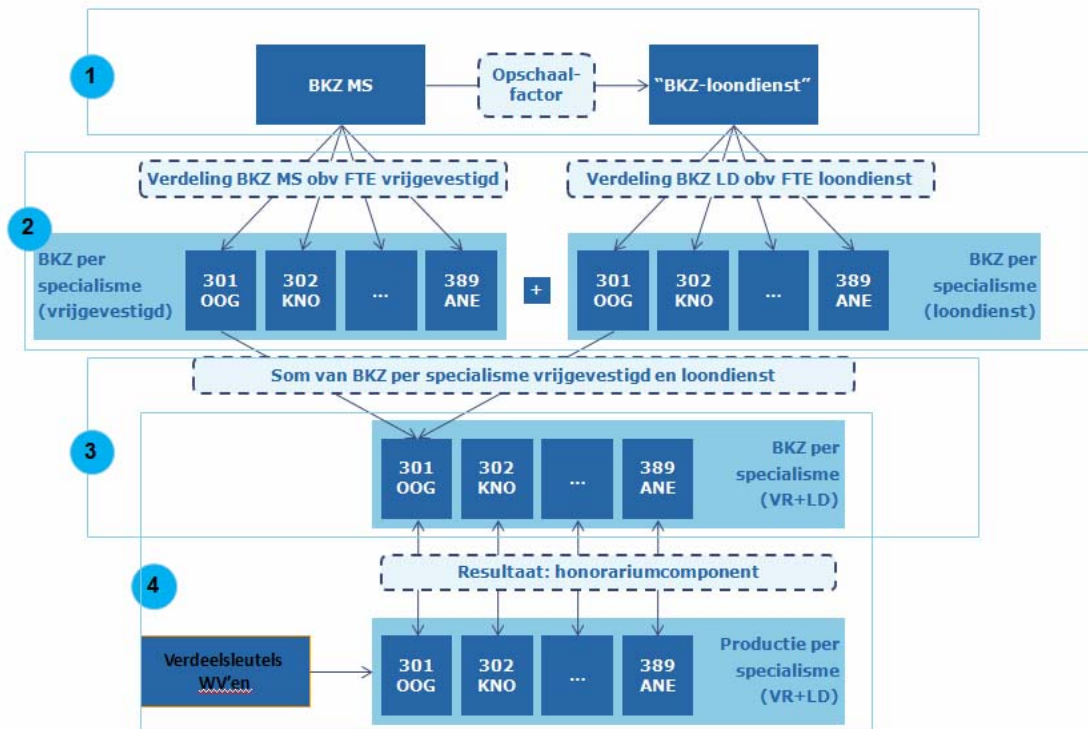 1
BKZ MS
Opschaal-
factor
“BKZ-loondienst”
Verdeling BKZ MS obv FTE vrijgevestigd
Verdeling BKZ LD obv FTE loondienst
2
BKZ per
specialisme
(vrijgevestigd)
301
OOG
302
KNO
...
389
ANE
+
301
OOG
302
KNO
...
389
ANE
BKZ per
specialisme
(loondienst)
Som van BKZ per specialisme vrijgevestigd en loondienst
3
301
OOG
302
KNO
...
389
ANE
BKZ per
specialisme
(VR+LD)
4
Resultaat: honorariumcomponent
Verdeelsleutels
WV’en
301
OOG
302
KNO
...
389
ANE
Productie per
specialisme
(VR+LD)